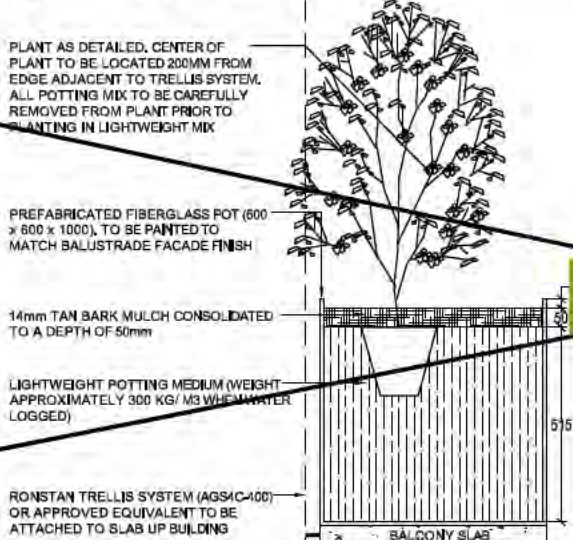 PLANT AS DETAILED. CENTER OF
PLANT TO BE LOCATED 200MM FROM
EDGE ADJACENT TO TRELLIS SYSTEM.
ALL POTTING MIX TO BE CAREFULLY
REMOVED FROM PLANT PRIOR TO
PLANTING IN LIGHTWEIGHT MIX
PREFABRICATED FIBERGLASS POT (600
x 600 x 1000), TO BE PAINTED TO
MATCH BALUSTRADE FACADE FINISH
14mm TAN BARK MULCH CONSOLIDATED
TO A DEPTH OF 50mm
50
LIGHTWEIGHT POTTING MEDIUM (WEIGHT
APPROXIMATELY 300 KG/ M3 WHEN WATER
LOGGED)
515
RONSTAN TRELLIS SYSTEM (AGS4C-400)
OR APPROVED EQUIVALENT TO BE
ATTACHED TO SLAB UP BUILDING
BALCONY SLAB